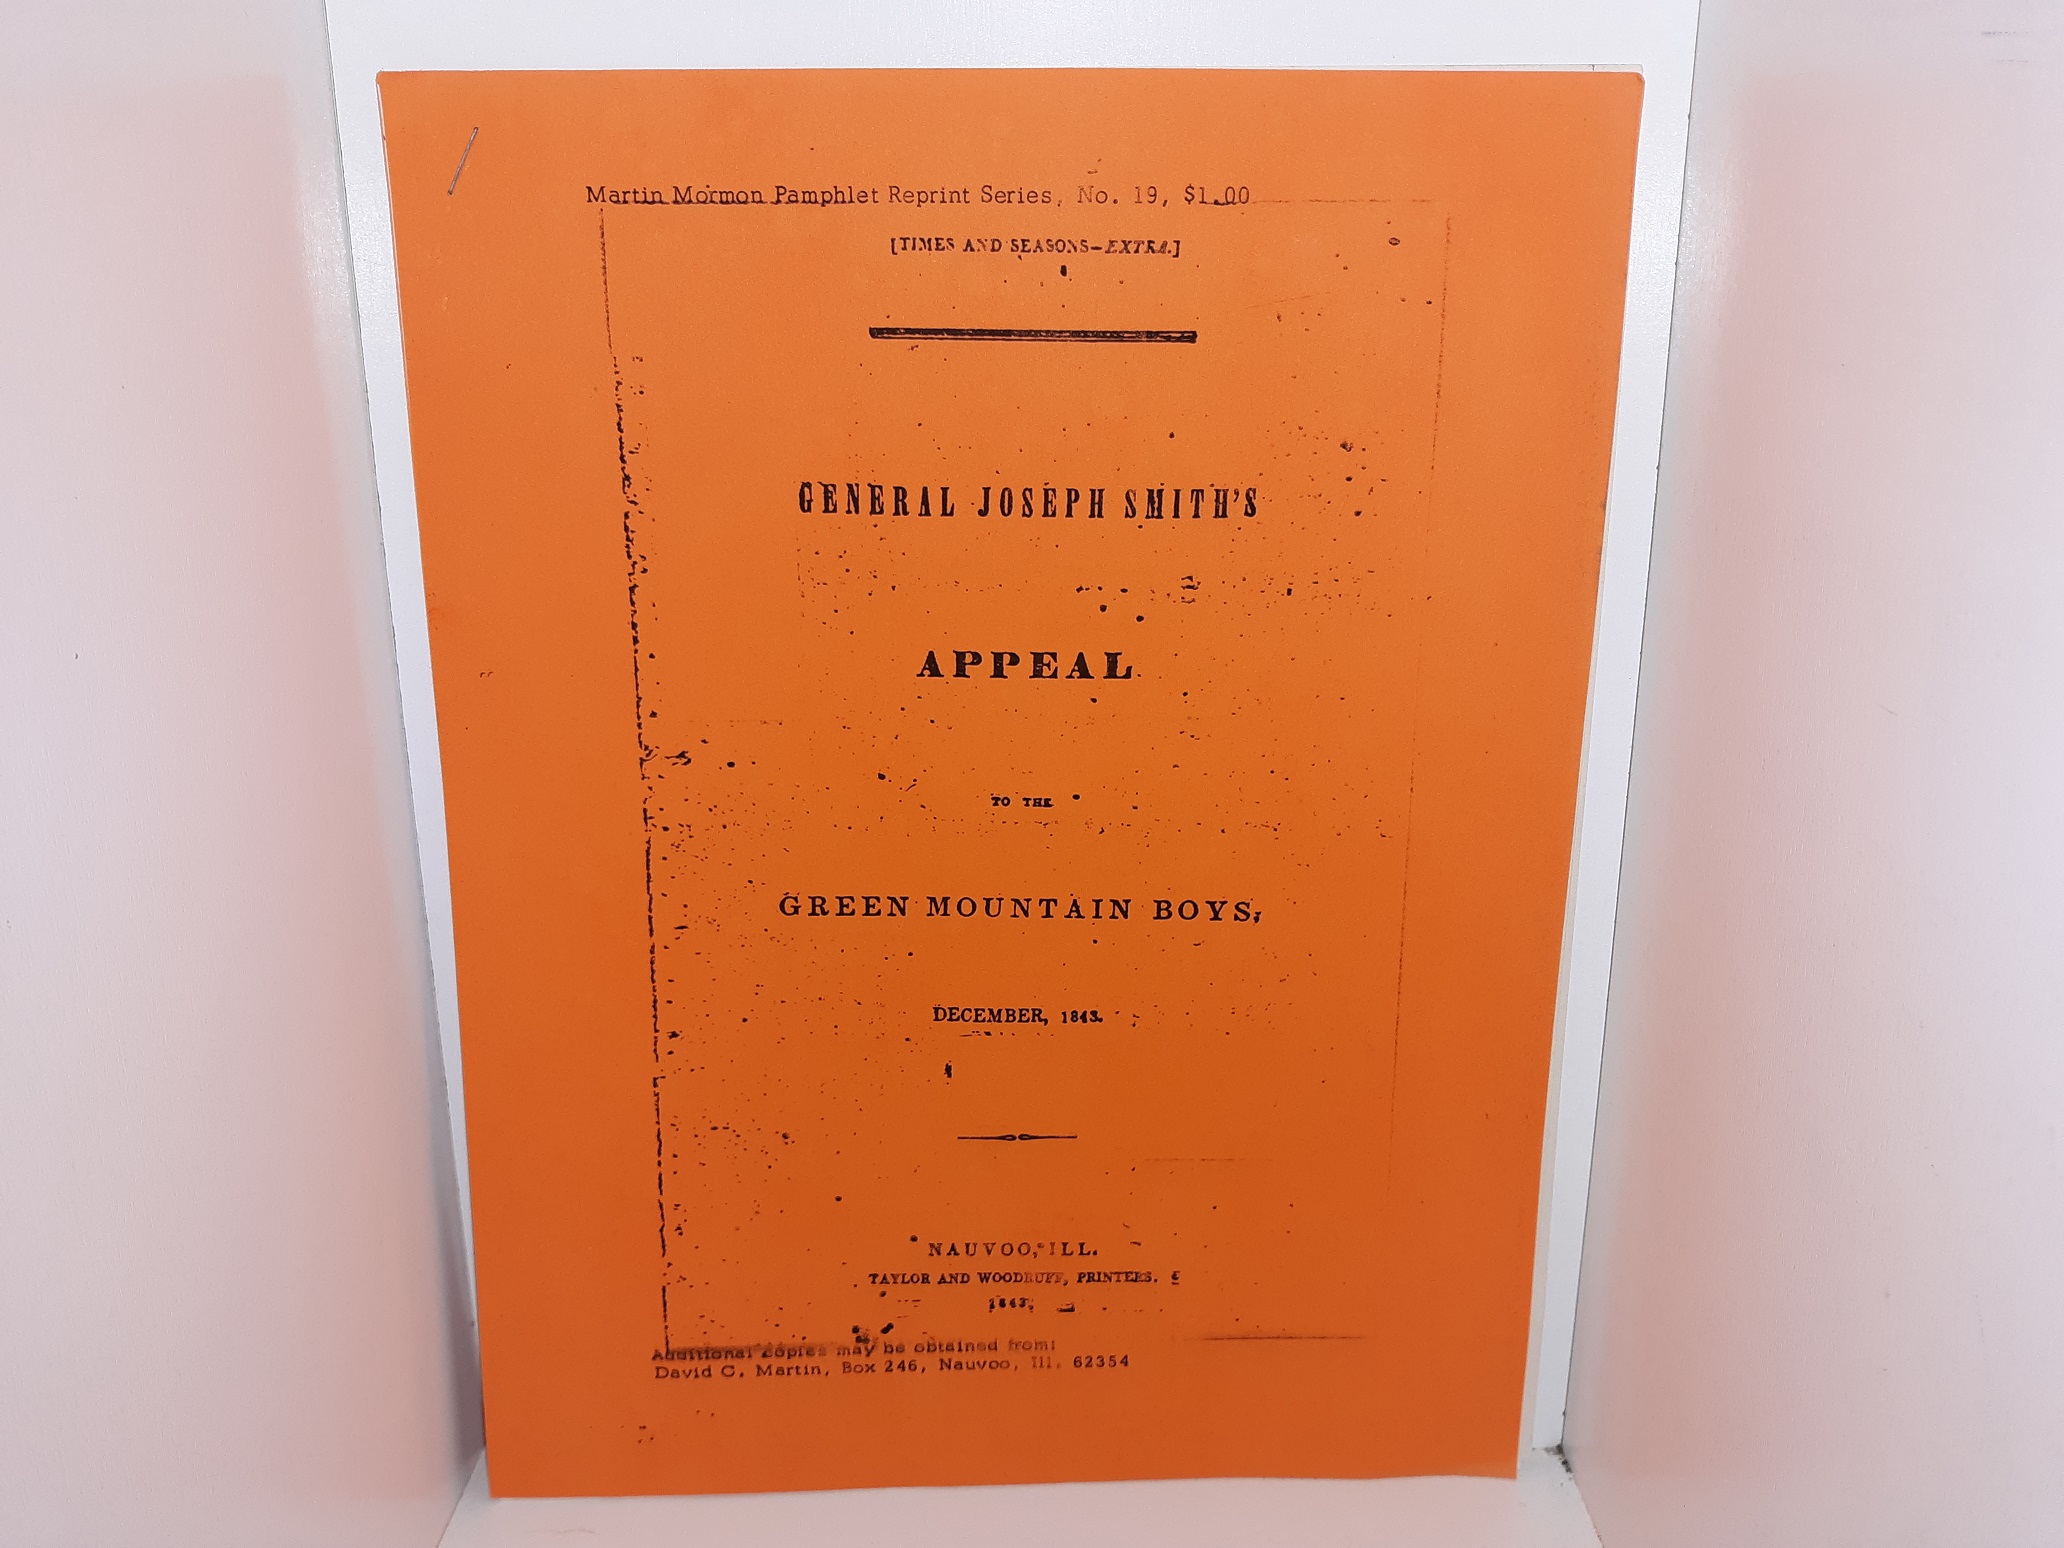 Martin Mormon Pamphlet Reprint Series, No. 19, $1.00
[TIMES AND SEASONS—EXTRA.]
GENERAL JOSEPH SMITH'S
APPEAL
TO THE
GREEN MOUNTAIN BOYS,
DECEMBER, 1843.
NAUVOO, ILL.
TAYLOR AND WOODRUFF, PRINTERS.
1843.
Additional copies may be obtained from:
David C. Martin, Box 246, Nauvoo, Ill. 62354